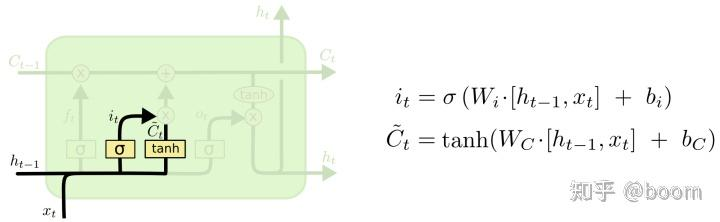 h_t
C_{t-1}
C_t
×
+
tanh
f_t
i_t
×
o_t
×
C̃_t
σ
σ
tanh
σ
h_{t-1}
h_t
x_t
i_t = σ (W_i·[h_{t-1}, x_t] + b_i)
C̃_t = tanh(W_C·[h_{t-1}, x_t] + b_C)
知乎 @boom